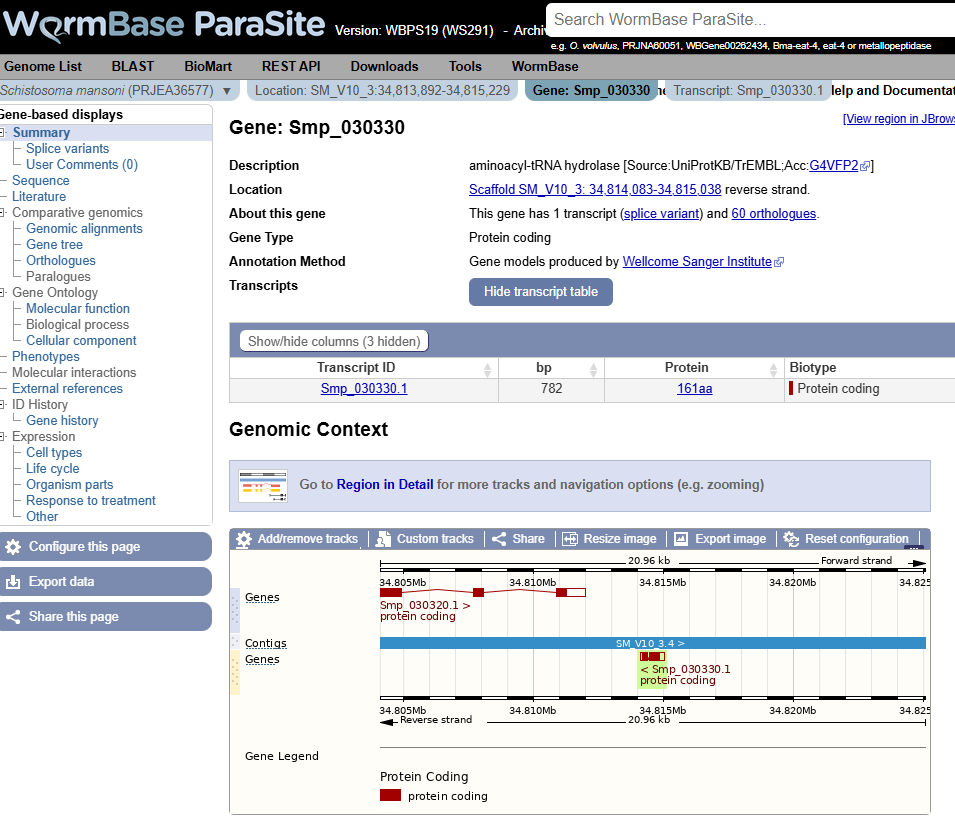 WormBase ParaSite Version: WBPS19 (WS291) - Archi
Search WormBase ParaSite...
e.g. O. volvulus, PRJNA60051, WBGene00262434, Bma-eat-4, eat-4 or metallopeptidase
Genome List BLAST BioMart REST API Downloads Tools WormBase
Schistosoma mansoni (PRJEA36577) ▼ Location: SM_V10_3:34,813,892-34,815,229 Gene: Smp_030330 Transcript: Smp_030330.1 Help and Documentat
Gene-based displays
Summary
Splice variants
User Comments (0)
Sequence
Literature
Comparative genomics
Genomic alignments
Gene tree
Orthologues
Paralogues
Gene Ontology
Molecular function
Biological process
Cellular component
Phenotypes
Molecular interactions
External references
ID History
Gene history
Expression
Cell types
Life cycle
Organism parts
Response to treatment
Other
Configure this page
Export data
Share this page
[View region in JBrows
Gene: Smp_030330
Description aminoacyl-tRNA hydrolase [Source:UniProtKB/TrEMBL;Acc:G4VFP2]
Location Scaffold SM_V10_3: 34,814,083-34,815,038 reverse strand.
About this gene This gene has 1 transcript (splice variant) and 60 orthologues.
Gene Type Protein coding
Annotation Method Gene models produced by Wellcome Sanger Institute
Transcripts Hide transcript table
Show/hide columns (3 hidden)
Transcript ID bp Protein Biotype
Smp_030330.1 782 161aa Protein coding
Genomic Context
Go to Region in Detail for more tracks and navigation options (e.g. zooming)
Add/remove tracks Custom tracks Share Resize image Export image Reset configuration
20.96 kb Forward strand
34.805Mb 34.810Mb 34.815Mb 34.820Mb 34.825
Genes
Smp_030320.1 >
protein coding
Contigs SM_V10_3.4 >
Genes
< Smp_030330.1
protein coding
34.805Mb 34.810Mb 34.815Mb 34.820Mb 34.825
Reverse strand 20.96 kb
Gene Legend
Protein Coding
protein coding